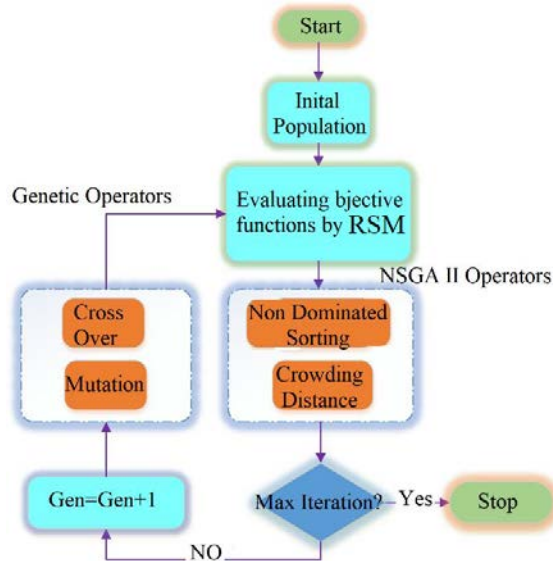 Start
Inital
Population
Genetic Operators
Evaluating bjective
functions by RSM
NSGA II Operators
Cross
Over
Mutation
Non Dominated
Sorting
Crowding
Distance
Gen=Gen+1
Max Iteration?
Yes
Stop
NO